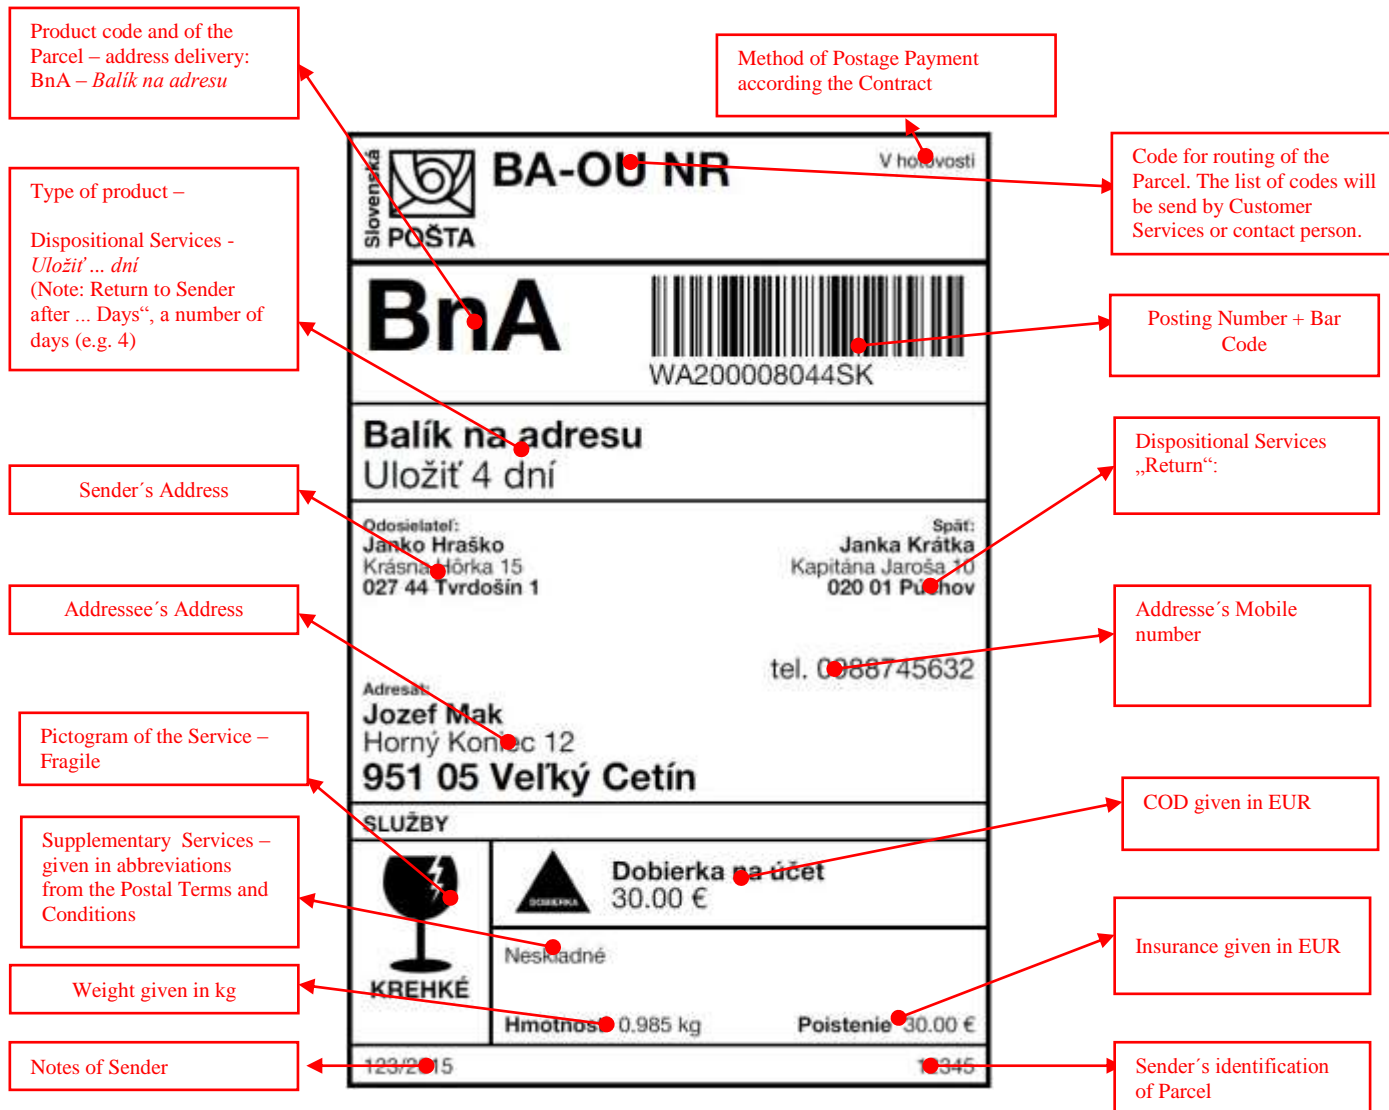 Product code and of the
Parcel – address delivery:
BnA – Balík na adresu
Method of Postage Payment
according the Contract
Slovenská
POŠTA
BA-OU NR
V hotovosti
Code for routing of the
Parcel. The list of codes will
be send by Customer
Services or contact person.
Type of product –
Dispositional Services -
Uložiť ... dní
(Note: Return to Sender
after ... Days“, a number of
days (e.g. 4)
BnA
WA200008044SK
Posting Number + Bar
Code
Balík na adresu
Uložiť 4 dní
Dispositional Services
„Return“:
Sender´s Address
Odosielateľ:
Janko Hraško
Krásna Hôrka 15
027 44 Tvrdošín 1
Späť:
Janka Krátka
Kapitána Jaroša 10
020 01 Púchov
Addressee´s Address
Addresse´s Mobile
number
tel. 0988745632
Adresát:
Jozef Mak
Horný Koniec 12
951 05 Veľký Cetín
Pictogram of the Service –
Fragile
COD given in EUR
SLUŽBY
Supplementary Services –
given in abbreviations
from the Postal Terms and
Conditions
KREHKÉ
DOBIERKA
Dobierka na účet
30.00 €
Neskladné
Insurance given in EUR
Weight given in kg
Hmotnosť 0.985 kg
Poistenie 30.00 €
Notes of Sender
123/2015
12345
Sender´s identification
of Parcel